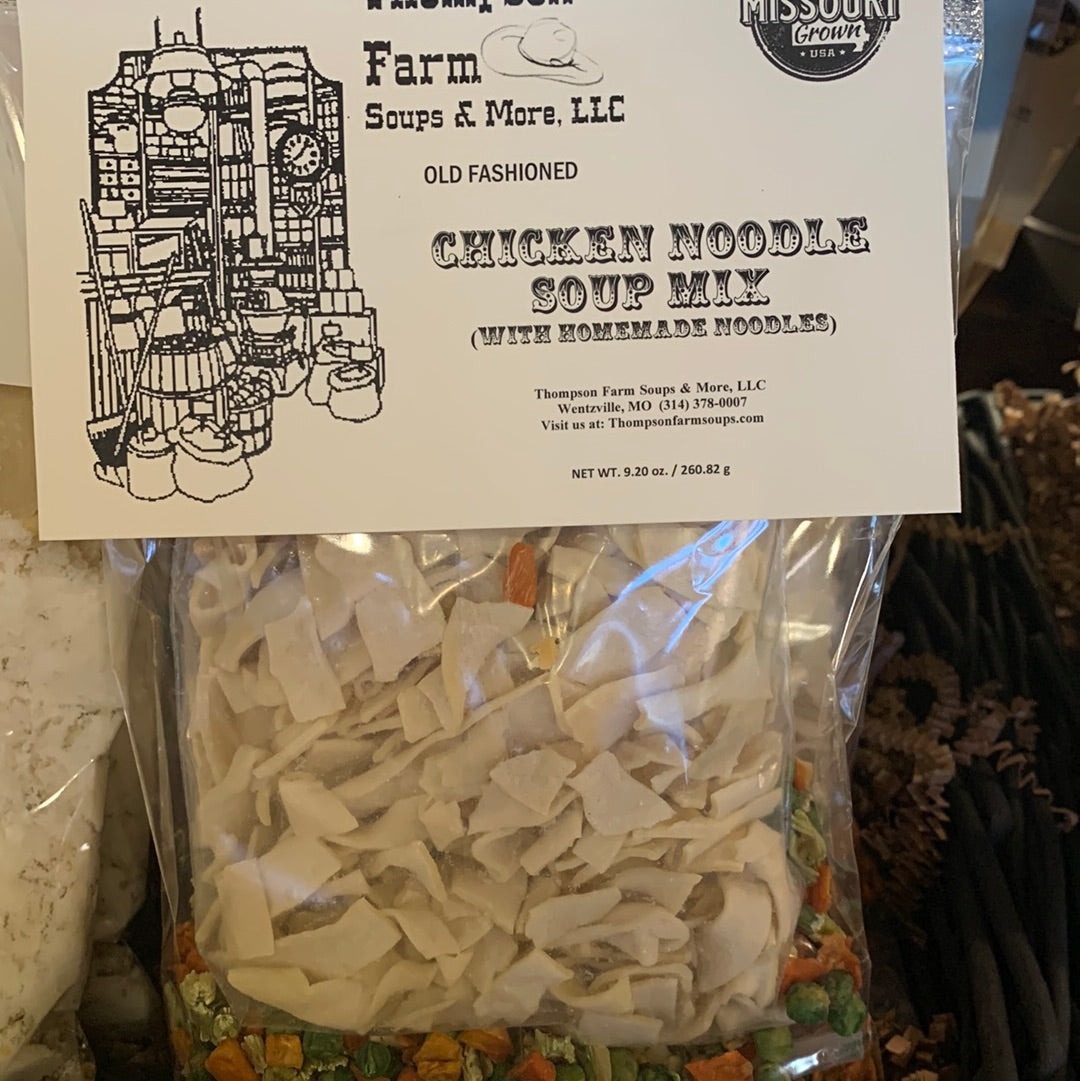 Thompson
Farm
Soups & More, LLC
MISSOURI
Grown
USA
OLD FASHIONED
CHICKEN NOODLE
SOUP MIX
(WITH HOMEMADE NOODLES)
Thompson Farm Soups & More, LLC
Wentzville, MO (314) 378-0007
Visit us at: Thompsonfarmsoups.com
NET WT. 9.20 oz. / 260.82 g